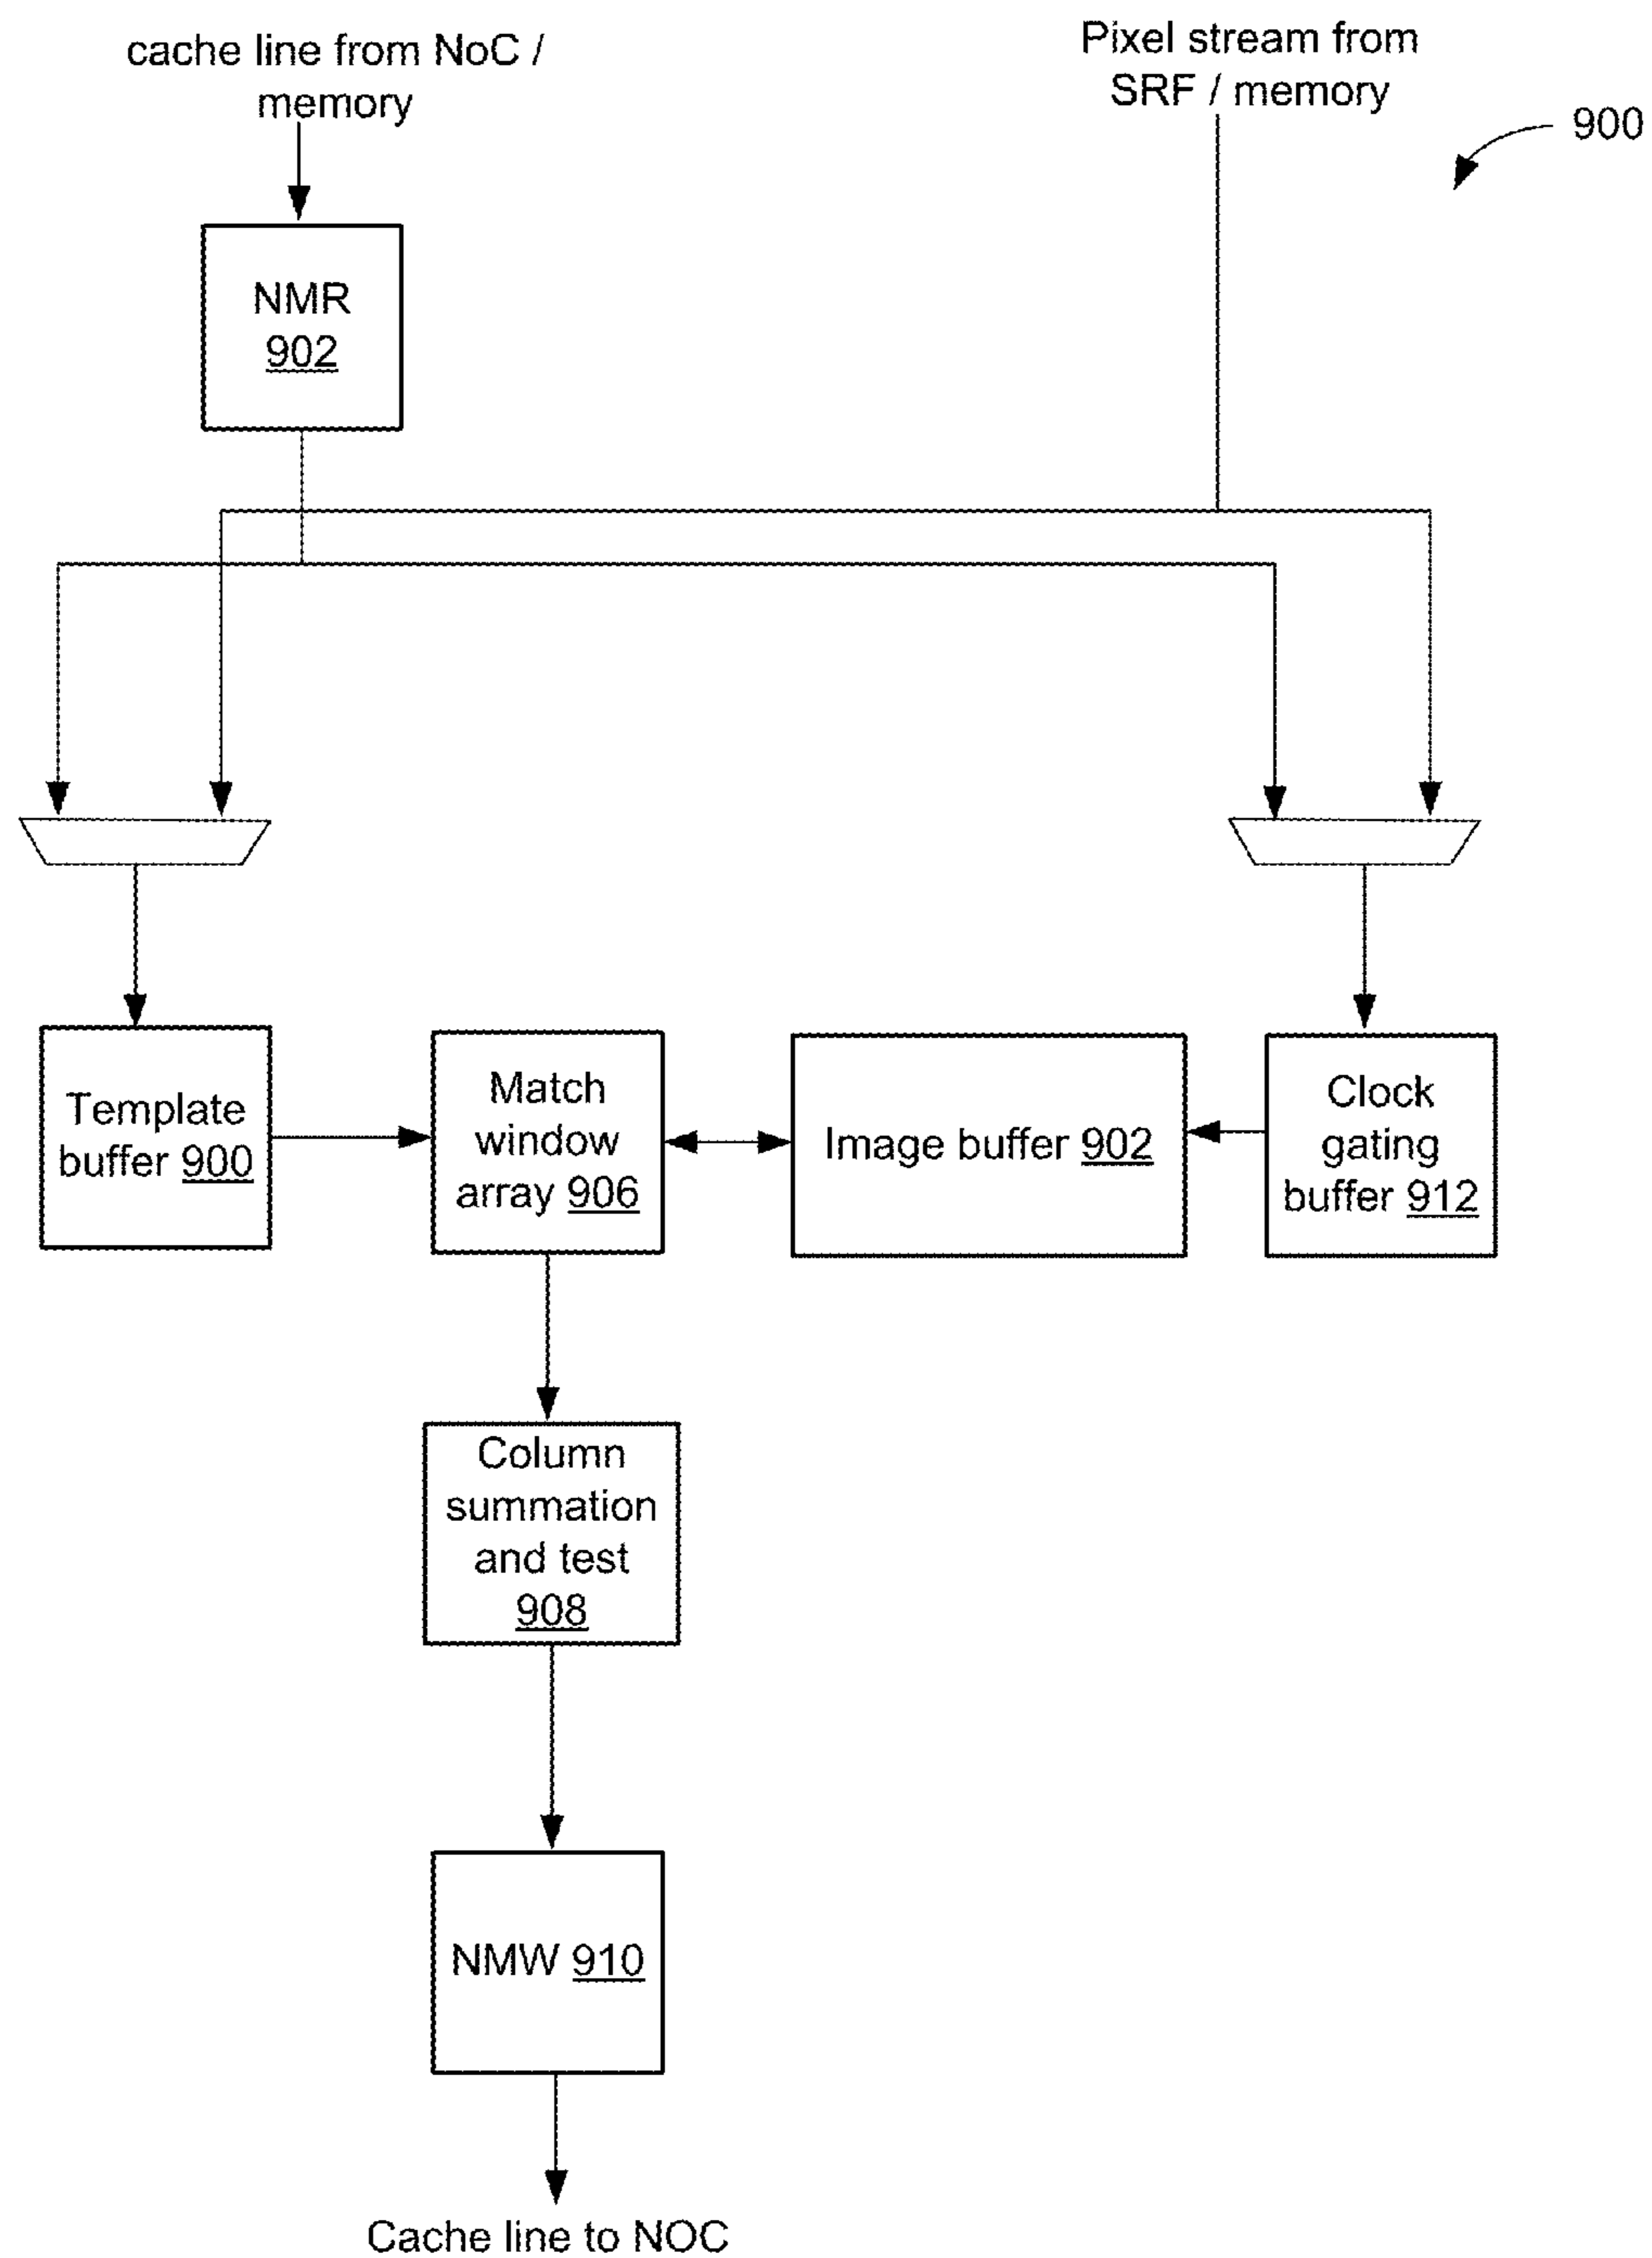 cache line from NoC /
memory
Pixel stream from
SRF / memory
900
NMR
902
Template
buffer 900
Match
window
array 906
Image buffer 902
Clock
gating
buffer 912
Column
summation
and test
908
NMW 910
Cache line to NOC